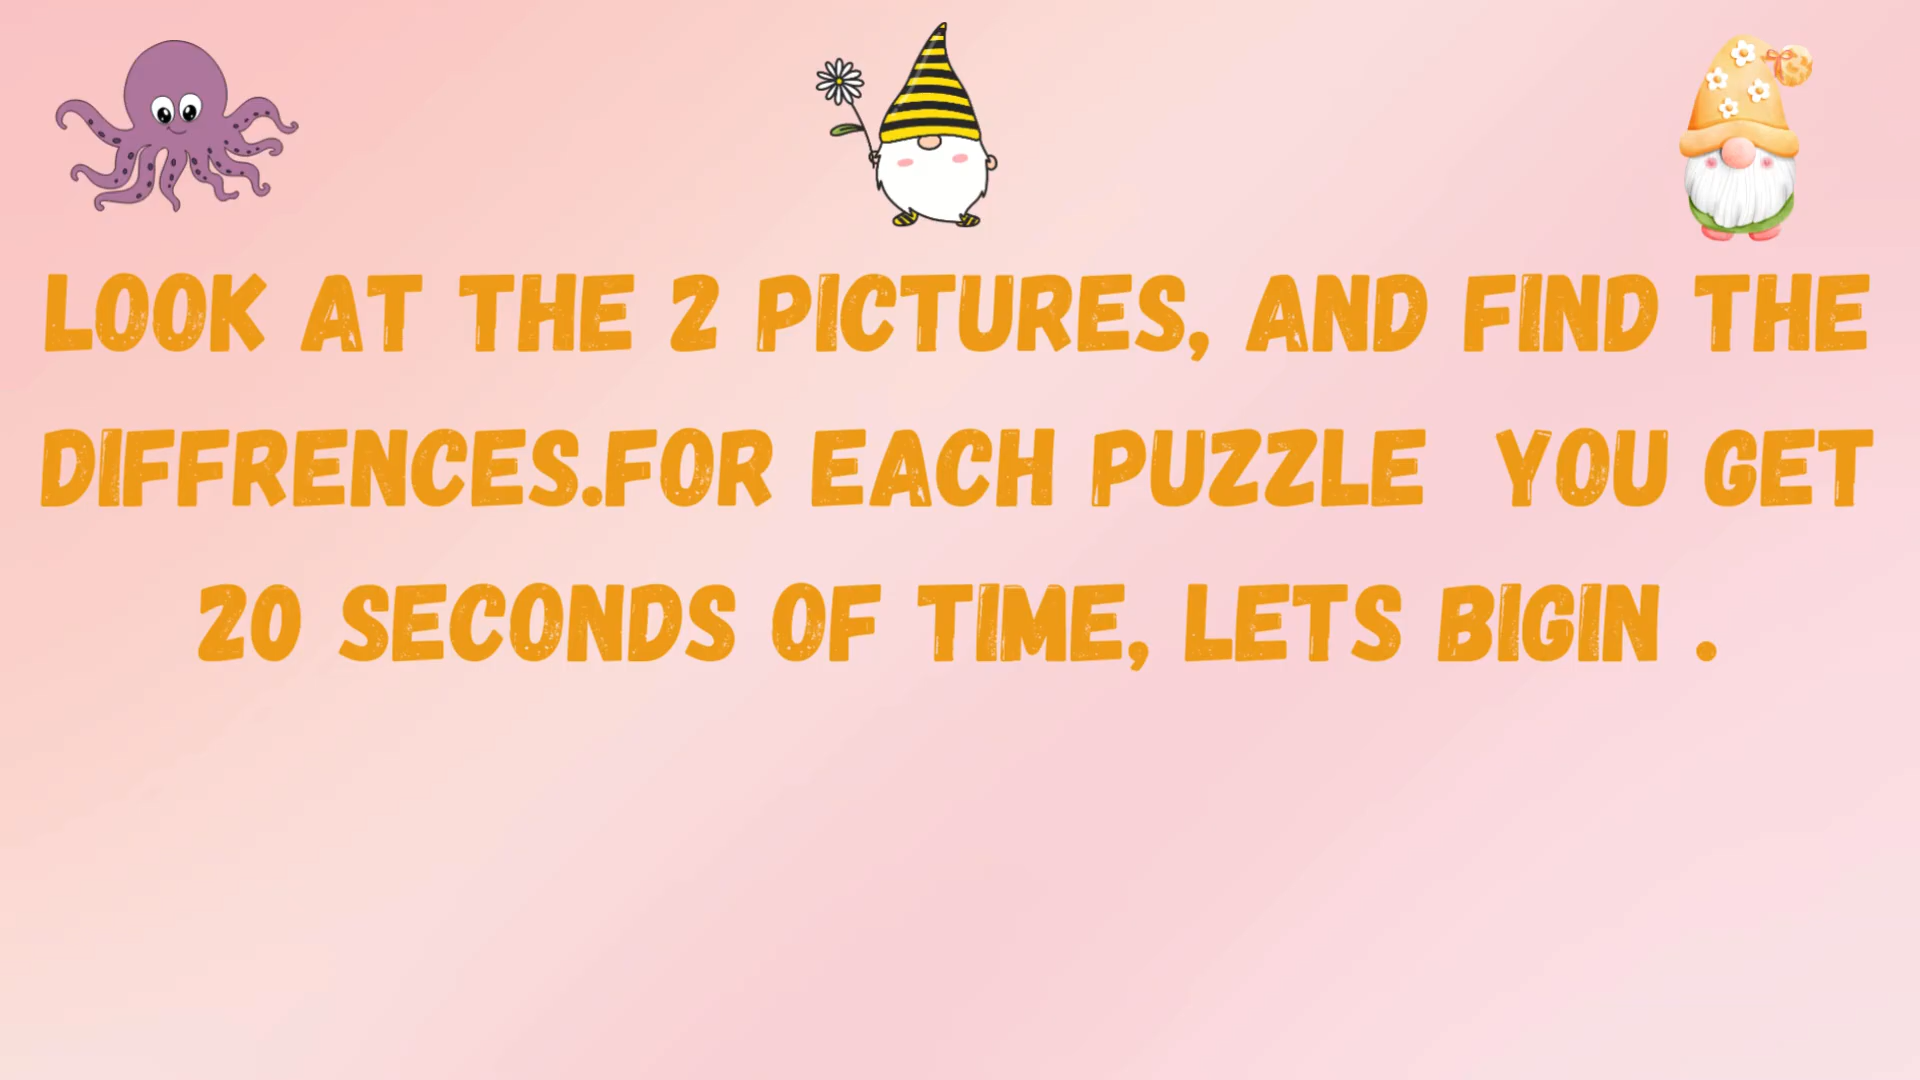 LOOK AT THE 2 PICTURES, AND FIND THE
DIFFRENCES.FOR EACH PUZZLE  YOU GET
20 SECONDS OF TIME, LETS BIGIN .